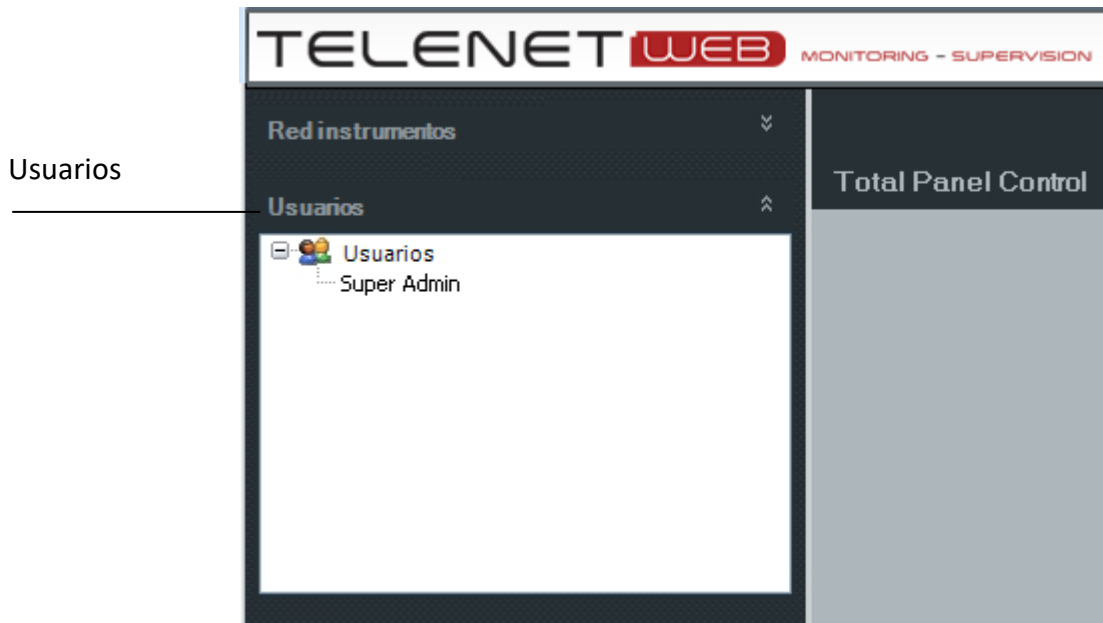 TELENET WEB MONITORING - SUPERVISION
Red instrumentos
Usuarios
Total Panel Control
Usuarios
Usuarios
Super Admin